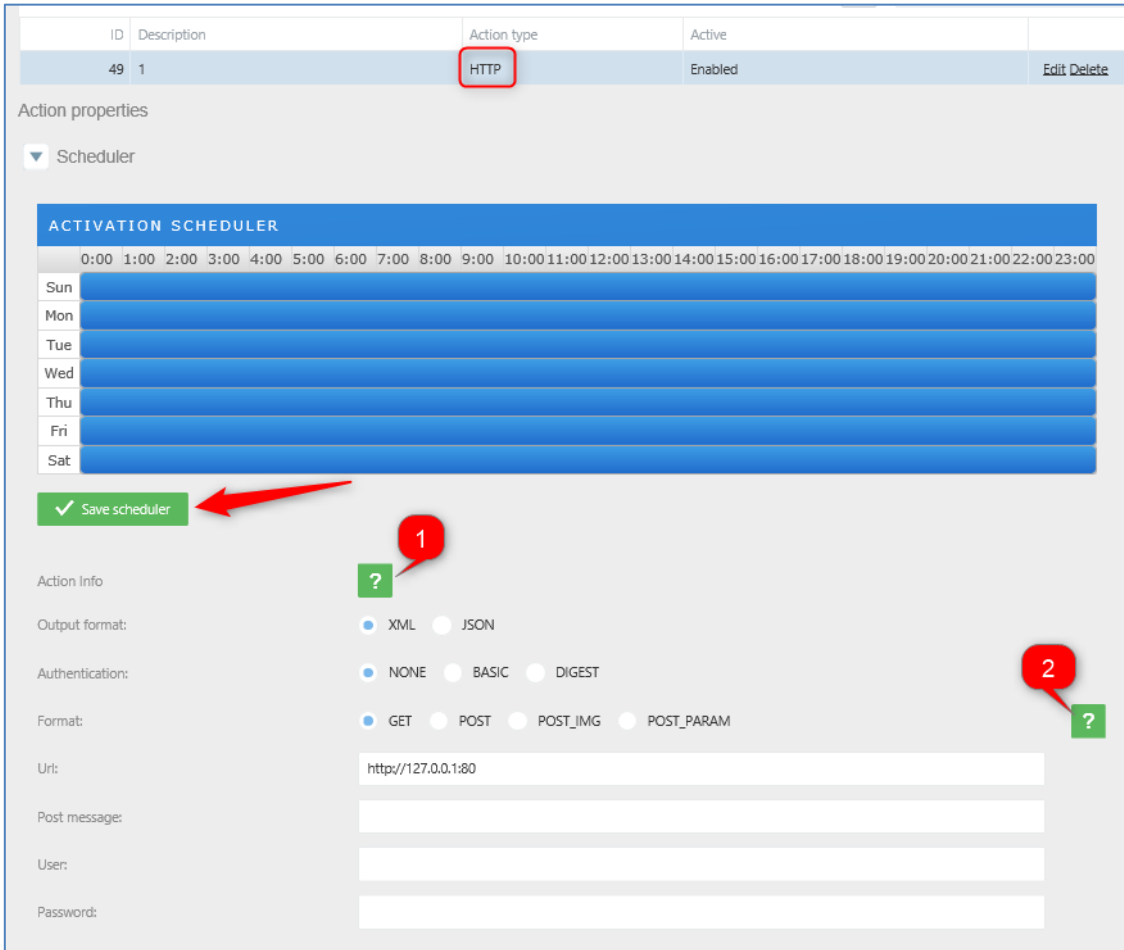 ID Description Action type Active
49 1 HTTP Enabled Edit Delete
Action properties
Scheduler
ACTIVATION SCHEDULER
0:00 1:00 2:00 3:00 4:00 5:00 6:00 7:00 8:00 9:00 10:00 11:00 12:00 13:00 14:00 15:00 16:00 17:00 18:00 19:00 20:00 21:00 22:00 23:00
Sun
Mon
Tue
Wed
Thu
Fri
Sat
Save scheduler
1
Action Info ?
Output format: XML JSON
Authentication: NONE BASIC DIGEST
2
Format: GET POST POST_IMG POST_PARAM ?
Url: http://127.0.0.1:80
Post message:
User:
Password: